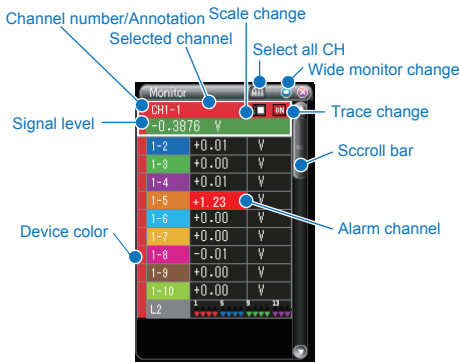 Channel number/Annotation
Scale change
Selected channel
Select all CH
Wide monitor change
Monitor
All
CH1-1
ON
Trace change
Signal level
-0.3876 V
Sccroll bar
1-2 +0.01 V
1-3 +0.00 V
1-4 +0.01 V
1-5 +1.23 V
Alarm channel
1-6 +0.00 V
Device color
1-7 +0.00 V
1-8 -0.01 V
1-9 +0.00 V
1-10 +0.00 V
L2 1 5 9 13